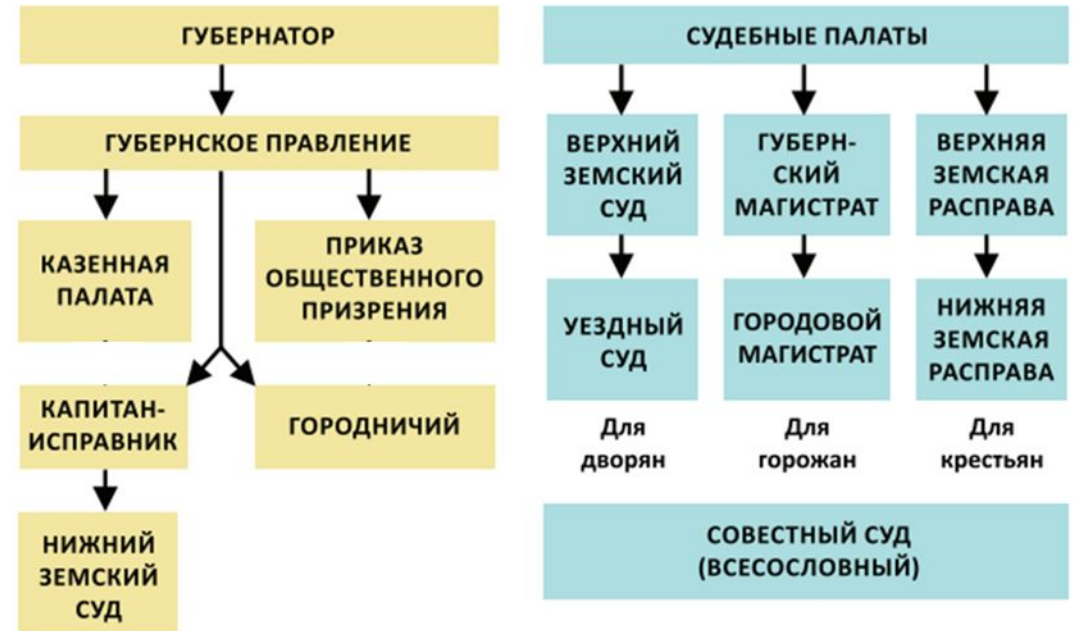 ГУБЕРНАТОР
ГУБЕРНСКОЕ ПРАВЛЕНИЕ
КАЗЕННАЯ
ПАЛАТА
ПРИКАЗ
ОБЩЕСТВЕННОГО
ПРИЗРЕНИЯ
КАПИТАН-
ИСПРАВНИК
ГОРОДНИЧИЙ
НИЖНИЙ
ЗЕМСКИЙ
СУД
СУДЕБНЫЕ ПАЛАТЫ
ВЕРХНИЙ
ЗЕМСКИЙ
СУД
ГУБЕРН-
СКИЙ
МАГИСТРАТ
ВЕРХНЯЯ
ЗЕМСКАЯ
РАСПРАВА
УЕЗДНЫЙ
СУД
ГОРОДОВОЙ
МАГИСТРАТ
НИЖНЯЯ
ЗЕМСКАЯ
РАСПРАВА
Для
дворян
Для
горожан
Для
крестьян
СОВЕСТНЫЙ СУД
(ВСЕСОСЛОВНЫЙ)